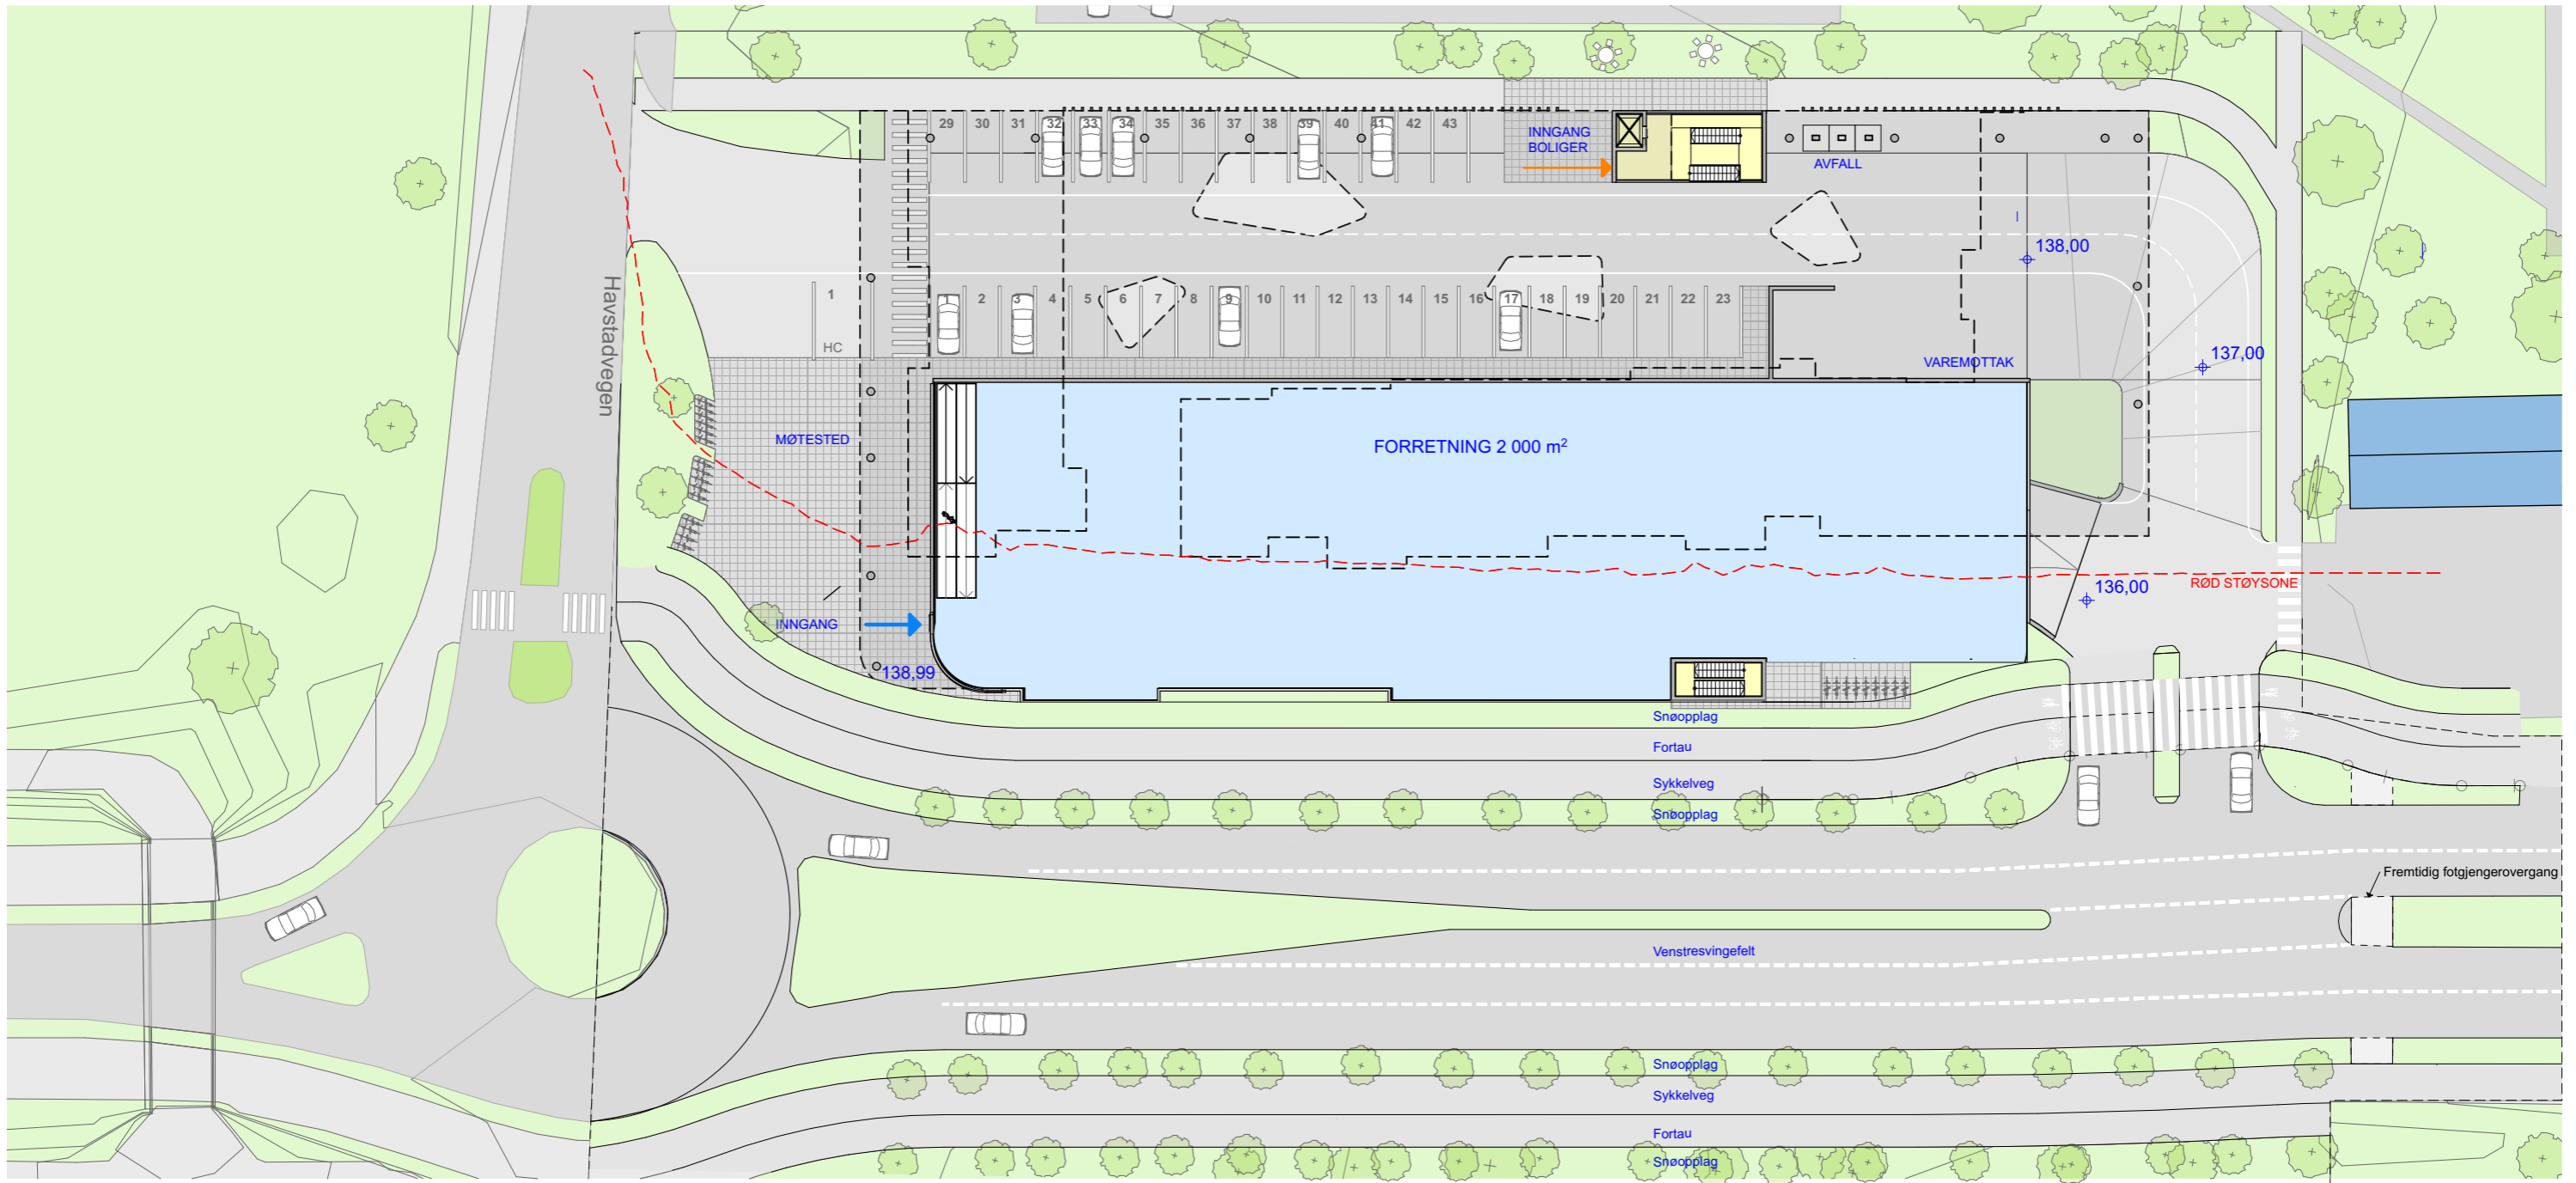 29 30 31 32 33 34 35 36 37 38 39 40 41 42 43
INNGANG
BOLIGER
AVFALL
138,00
1
HC
1 2 3 4 5 6 7 8 9 10 11 12 13 14 15 16 17 18 19 20 21 22 23
Havstadvegen
137,00
VAREMOTTAK
MØTESTED
FORRETNING 2 000 m²
RØD STØYSONE
136,00
INNGANG
138,99
Snøopplag
Fortau
Sykkelveg
Snøopplag
Fremtidig fotgjengerovergang
Venstresvingefelt
Snøopplag
Sykkelveg
Fortau
Snøopplag